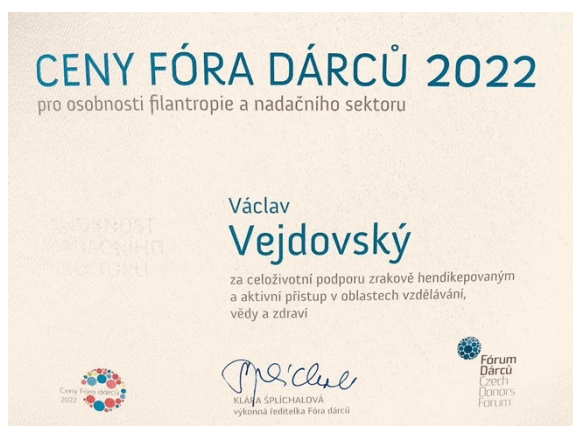 CENY FÓRA DÁRCŮ 2022
pro osobnosti filantropie a nadačního sektoru
Václav
Vejdovský
za celoživotní podporu zrakově hendikepovaným
a aktivní přístup v oblastech vzdělávání,
vědy a zdraví
Ceny Fóra dárců
2022
KLÁRA ŠPLÍCHALOVÁ
výkonná ředitelka Fóra dárců
Fórum
Dárců
Czech
Donors
Forum